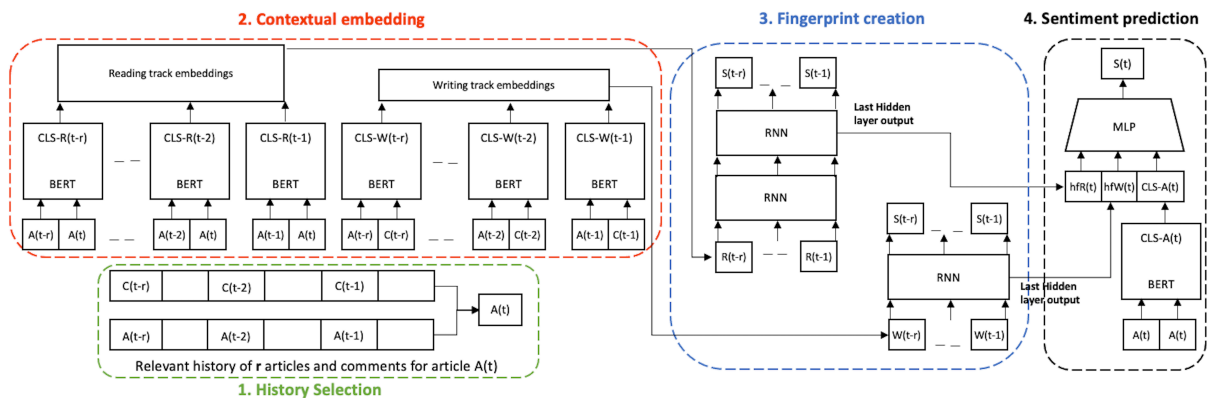 2. Contextual embedding
Reading track embeddings
Writing track embeddings
CLS-R(t-r)
CLS-R(t-2)
CLS-R(t-1)
CLS-W(t-r)
CLS-W(t-2)
CLS-W(t-1)
BERT
BERT
BERT
BERT
BERT
BERT
A(t-r) A(t)
A(t-2) A(t)
A(t-1) A(t)
A(t-r) C(t-r)
A(t-2) C(t-2)
A(t-1) C(t-1)
C(t-r) C(t-2) C(t-1)
A(t)
A(t-r) A(t-2) A(t-1)
Relevant history of r articles and comments for article A(t)
1. History Selection
3. Fingerprint creation
S(t-r) S(t-1)
RNN
RNN
R(t-r) R(t-1)
Last Hidden
layer output
S(t-r) S(t-1)
RNN
W(t-r) W(t-1)
Last Hidden
layer output
4. Sentiment prediction
S(t)
MLP
hfR(t) hfW(t) CLS-A(t)
CLS-A(t)
BERT
A(t) A(t)